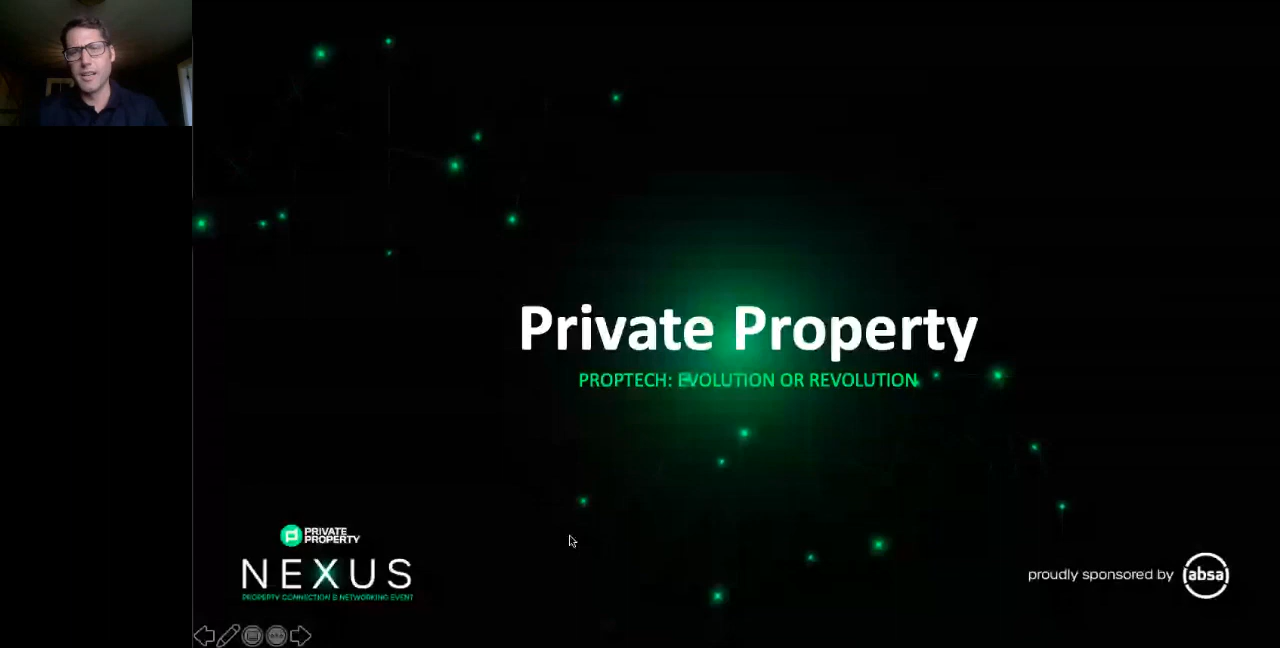 Private Property
PROPTECH: EVOLUTION OR REVOLUTION
PRIVATE
PROPERTY
NEXUS
PROPERTY CONNECTION & NETWORKING EVENT
proudly sponsored by (absa)